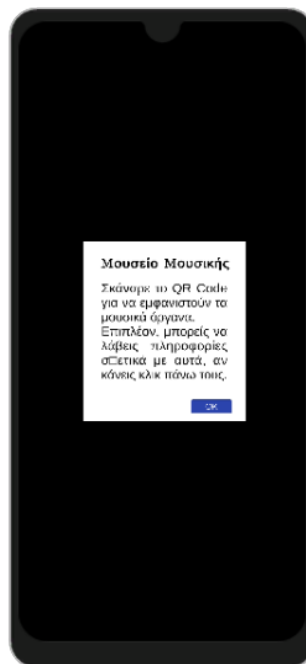 Μουσείο Μουσικής
Σκάναρε το QR Code
για να εμφανιστούν τα
μουσικά όργανα.
Επιπλέον, μπορείς να
λάβεις πληροφορίες
σ□ετικά με αυτά, αν
κάνεις κλικ πάνω τους.
OK